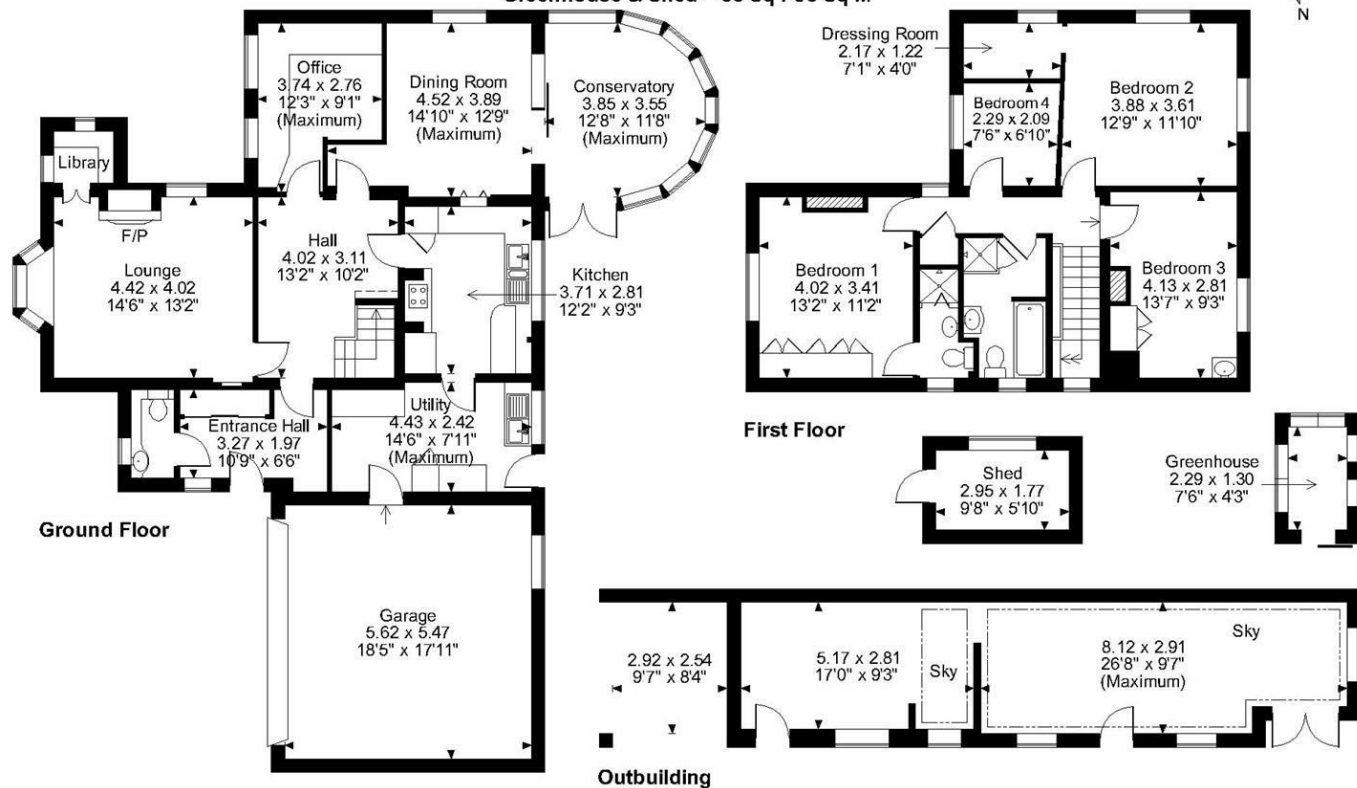 N
Office
3.74 x 2.76
12'3" x 9'1"
(Maximum)
Dining Room
4.52 x 3.89
14'10" x 12'9"
(Maximum)
Conservatory
3.85 x 3.55
12'8" x 11'8"
(Maximum)
Library
F/P
Lounge
4.42 x 4.02
14'6" x 13'2"
Hall
4.02 x 3.11
13'2" x 10'2"
Kitchen
3.71 x 2.81
12'2" x 9'3"
Entrance Hall
3.27 x 1.97
10'9" x 6'6"
Utility
4.43 x 2.42
14'6" x 7'11"
(Maximum)
Ground Floor
Garage
5.62 x 5.47
18'5" x 17'11"
Dressing Room
2.17 x 1.22
7'1" x 4'0"
Bedroom 4
2.29 x 2.09
7'6" x 6'10"
Bedroom 2
3.88 x 3.61
12'9" x 11'10"
Bedroom 1
4.02 x 3.41
13'2" x 11'2"
Bedroom 3
4.13 x 2.81
13'7" x 9'3"
First Floor
Shed
2.95 x 1.77
9'8" x 5'10"
Greenhouse
2.29 x 1.30
7'6" x 4'3"
2.92 x 2.54
9'7" x 8'4"
5.17 x 2.81
17'0" x 9'3"
Sky
8.12 x 2.91
26'8" x 9'7"
(Maximum)
Sky
Outbuilding